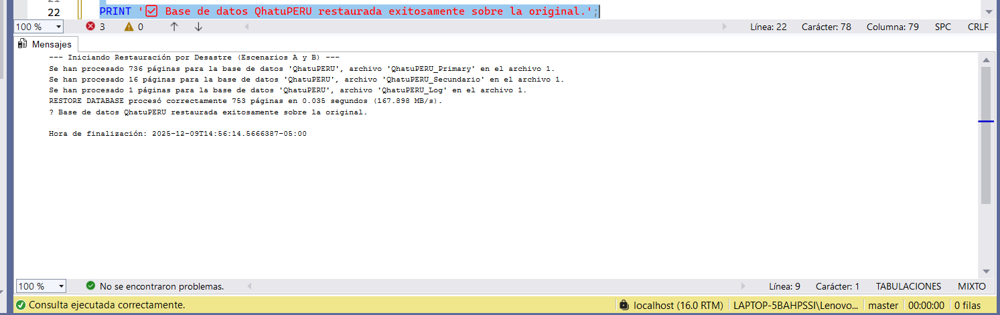 22 PRINT '☑ Base de datos QhatuPERU restaurada exitosamente sobre la original.';
100 % 3 0 Línea: 22 Carácter: 78 Columna: 79 SPC CRLF
Mensajes
--- Iniciando Restauración por Desastre (Escenarios A y B) ---
Se han procesado 736 páginas para la base de datos 'QhatuPERU', archivo 'QhatuPERU_Primary' en el archivo 1.
Se han procesado 16 páginas para la base de datos 'QhatuPERU', archivo 'QhatuPERU_Secundario' en el archivo 1.
Se han procesado 1 páginas para la base de datos 'QhatuPERU', archivo 'QhatuPERU_Log' en el archivo 1.
RESTORE DATABASE procesó correctamente 753 páginas en 0.035 segundos (167.898 MB/s).
? Base de datos QhatuPERU restaurada exitosamente sobre la original.
Hora de finalización: 2025-12-09T14:56:14.5666387-05:00
100 % No se encontraron problemas. Línea: 9 Carácter: 1 TABULACIONES MIXTO
Consulta ejecutada correctamente. localhost (16.0 RTM) LAPTOP-5BAHPSSI\Lenovo... master 00:00:00 0 filas